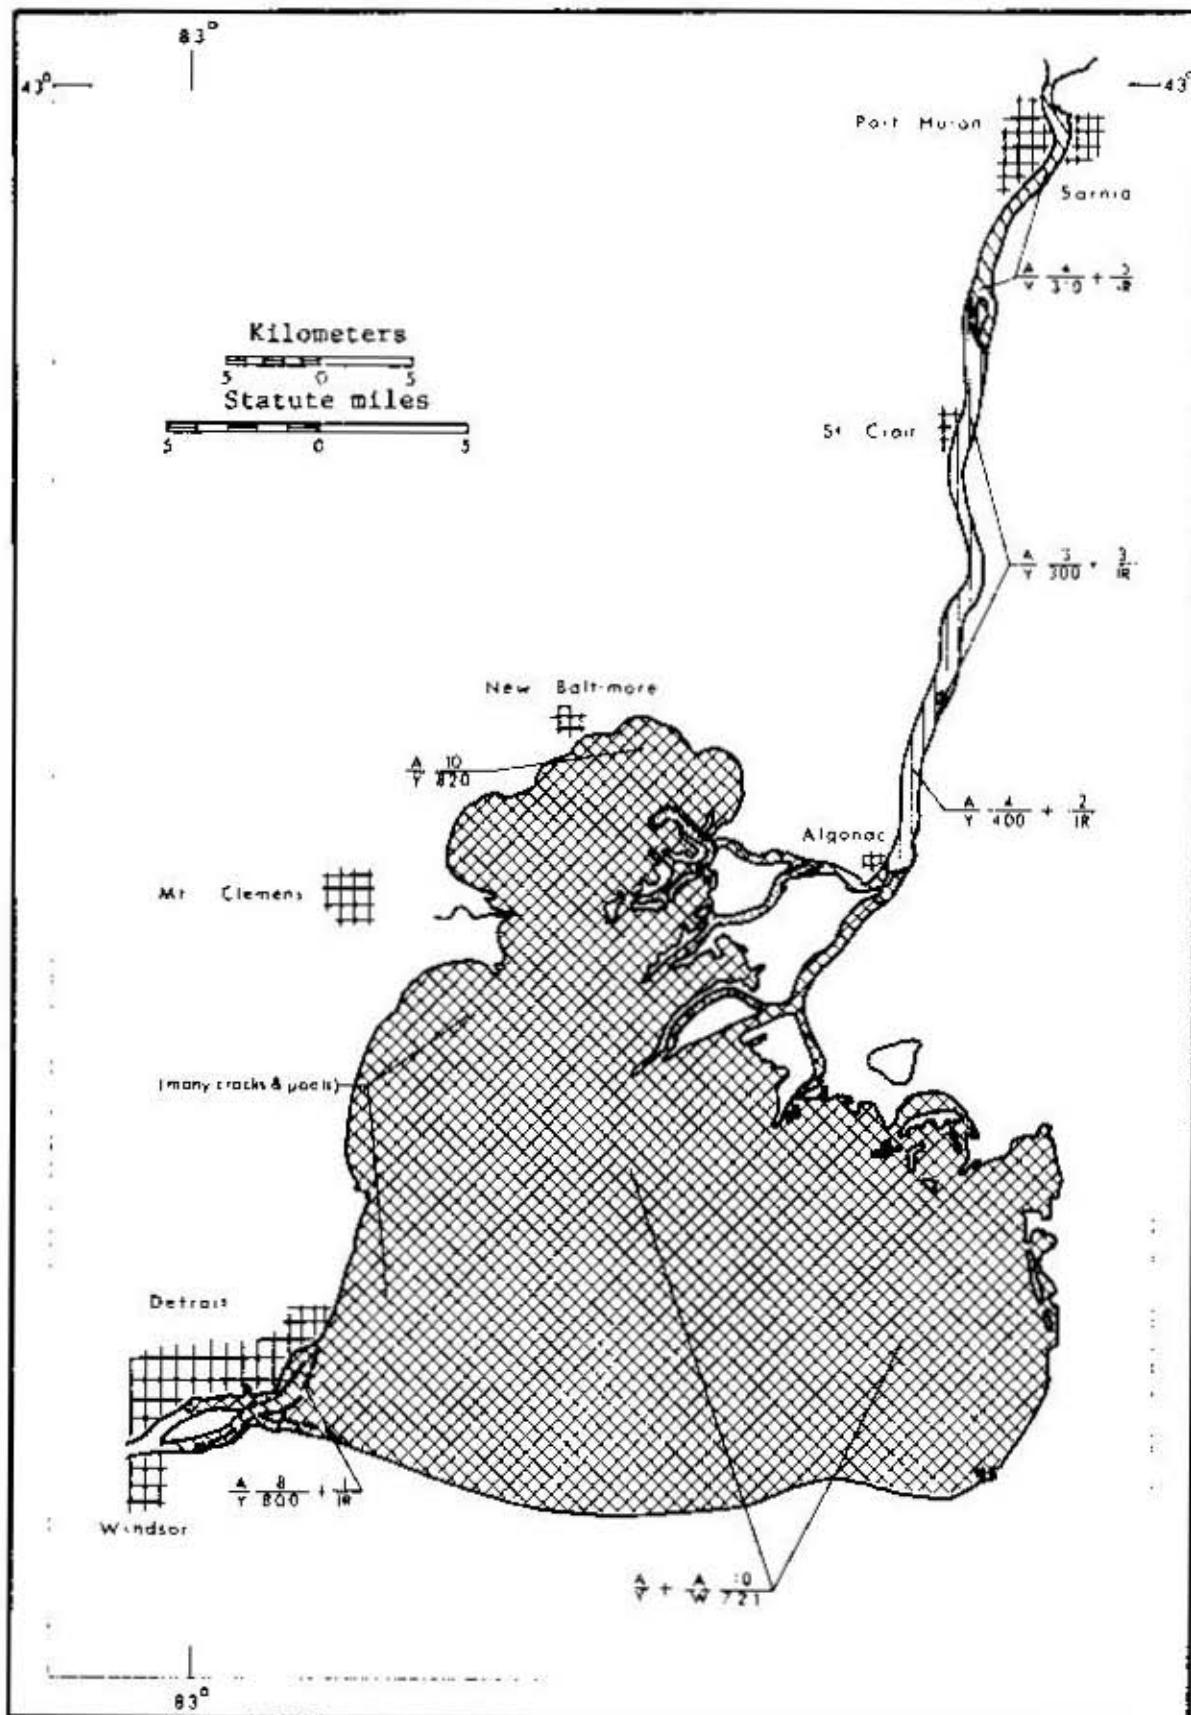 83°
43°
43°
Port Huron
Sarnia
A/Y 4/310 +
Kilometers
5 0 5
Statute miles
5 0 5
St Clair
A/Y 3/300 + 3/IR
New Baltimore
A/Y 10/820
A/Y 4/400 + 2/IR
Algonac
Mt Clemens
(many cracks &
Detroit
A/Y 8/800 + 1/IR
Windsor
A/Y + A/W 10/721
83°